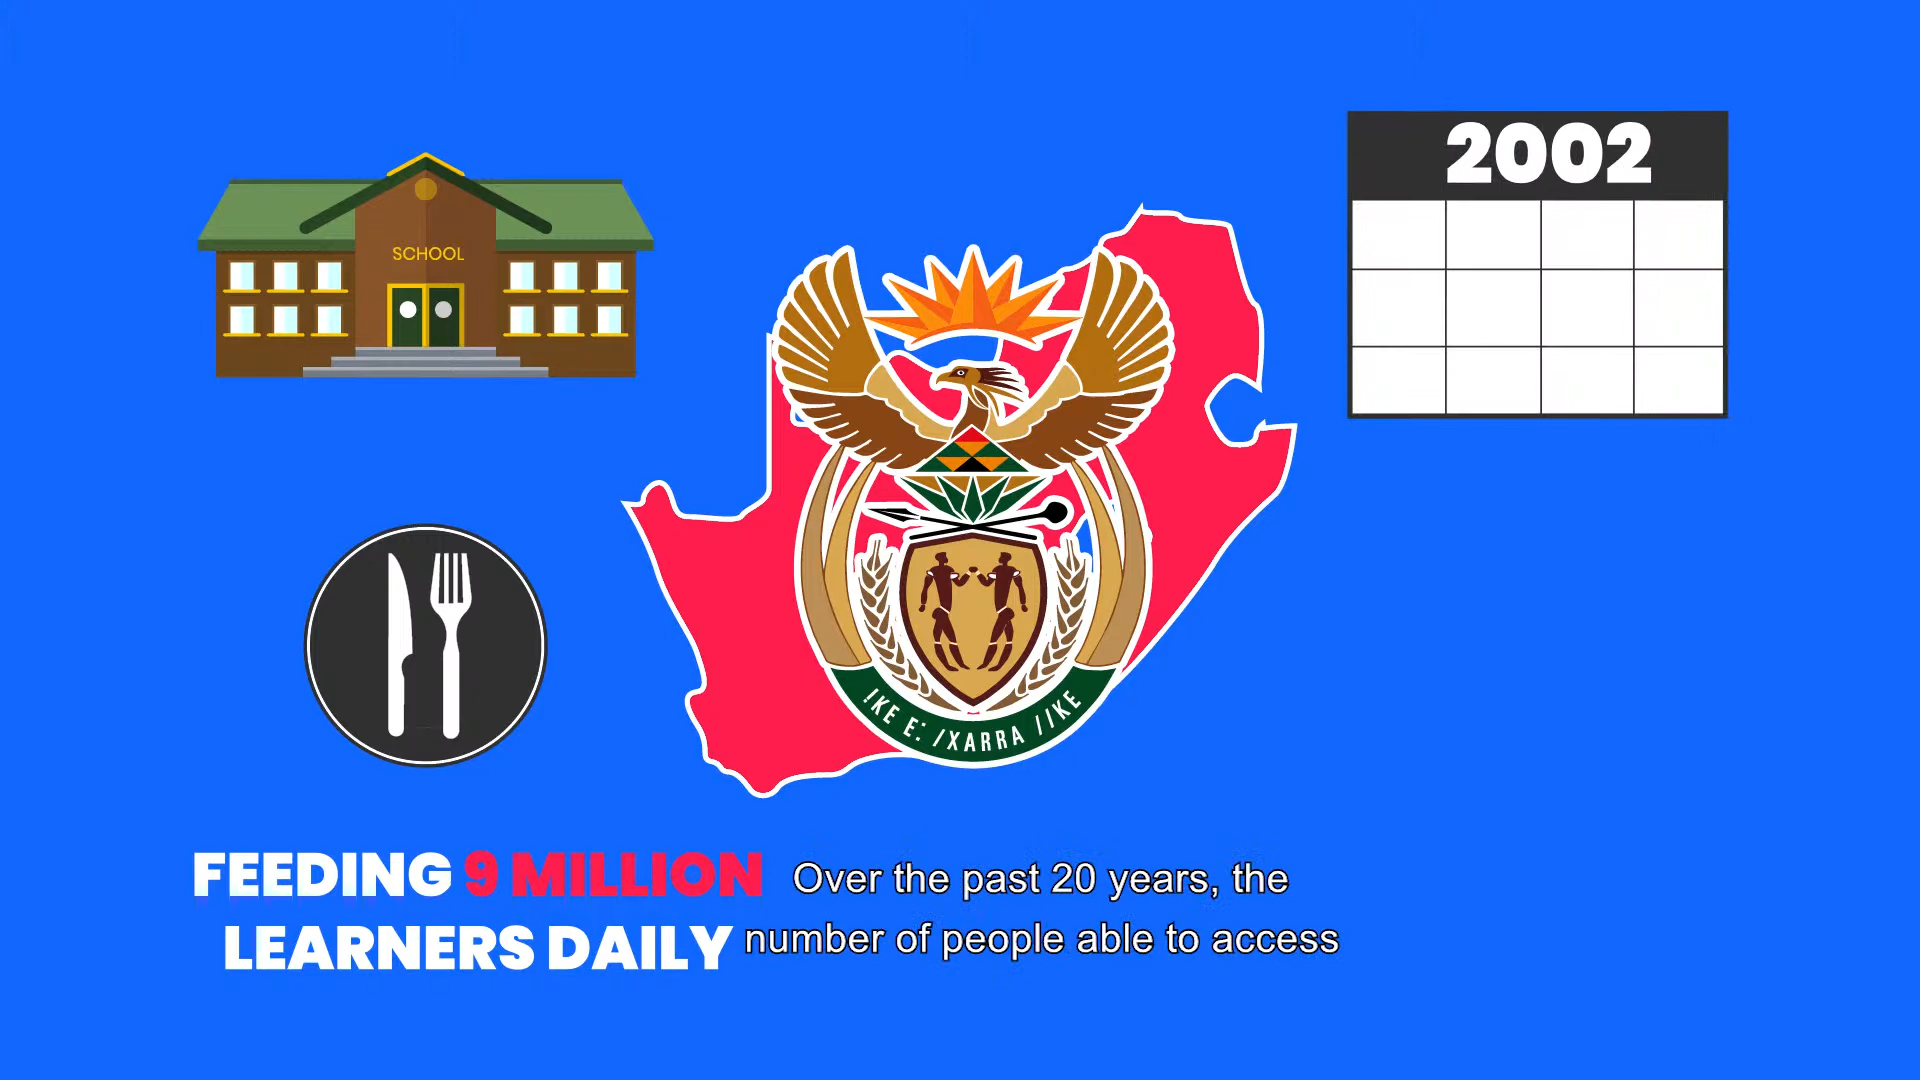 2002
SCHOOL
!KE E: /XARRA //KE
FEEDING 9 MILLION
LEARNERS DAILY
Over the past 20 years, the
number of people able to access